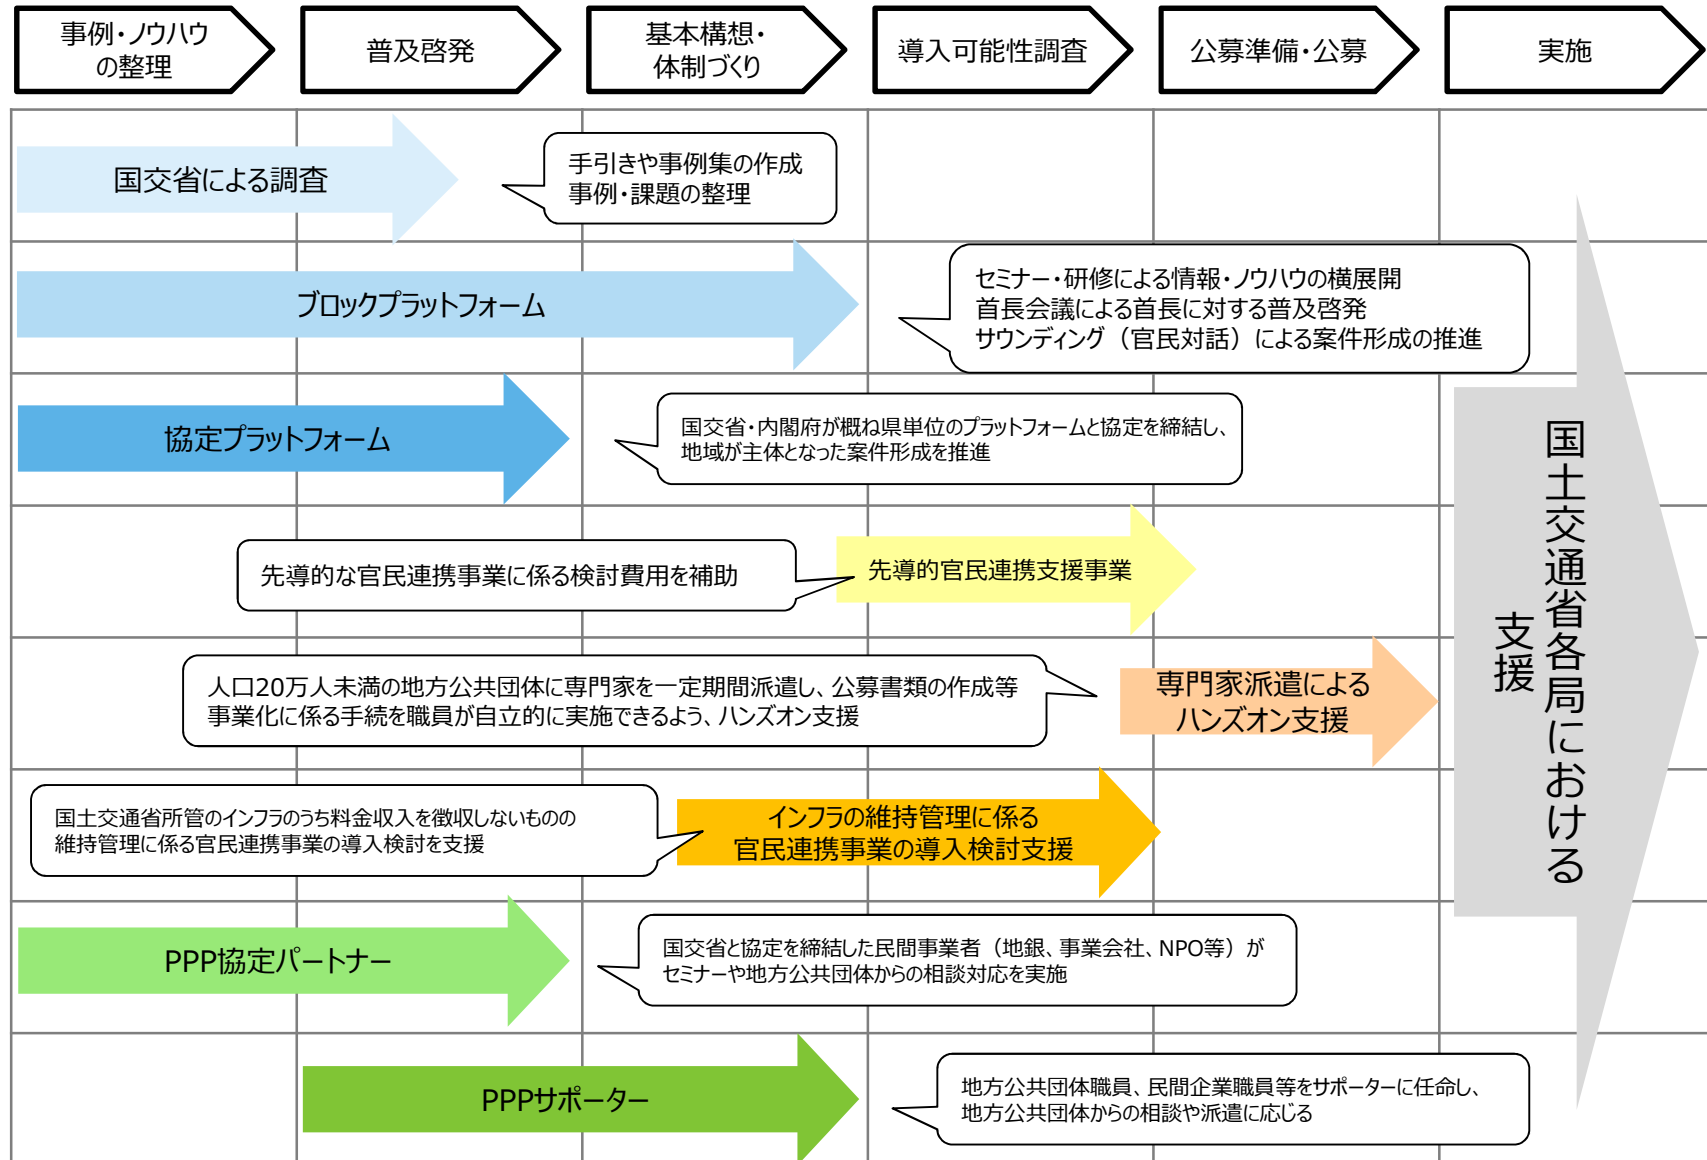 事例・ノウハウ
の整理
普及啓発
基本構想・
体制づくり
導入可能性調査
公募準備・公募
実施
国交省による調査
手引きや事例集の作成
事例・課題の整理
ブロックプラットフォーム
セミナー・研修による情報・ノウハウの横展開
首長会議による首長に対する普及啓発
サウンディング（官民対話）による案件形成の推進
協定プラットフォーム
国交省・内閣府が概ね県単位のプラットフォームと協定を締結し、
地域が主体となった案件形成を推進
先導的な官民連携事業に係る検討費用を補助
先導的官民連携支援事業
人口20万人未満の地方公共団体に専門家を一定期間派遣し、公募書類の作成等
事業化に係る手続を職員が自立的に実施できるよう、ハンズオン支援
専門家派遣による
ハンズオン支援
国土交通省所管のインフラのうち料金収入を徴収しないものの
維持管理に係る官民連携事業の導入検討を支援
インフラの維持管理に係る
官民連携事業の導入検討支援
PPP協定パートナー
国交省と協定を締結した民間事業者（地銀、事業会社、NPO等）が
セミナーや地方公共団体からの相談対応を実施
PPPサポーター
地方公共団体職員、民間企業職員等をサポーターに任命し、
地方公共団体からの相談や派遣に応じる
国土交通省各局における
支援